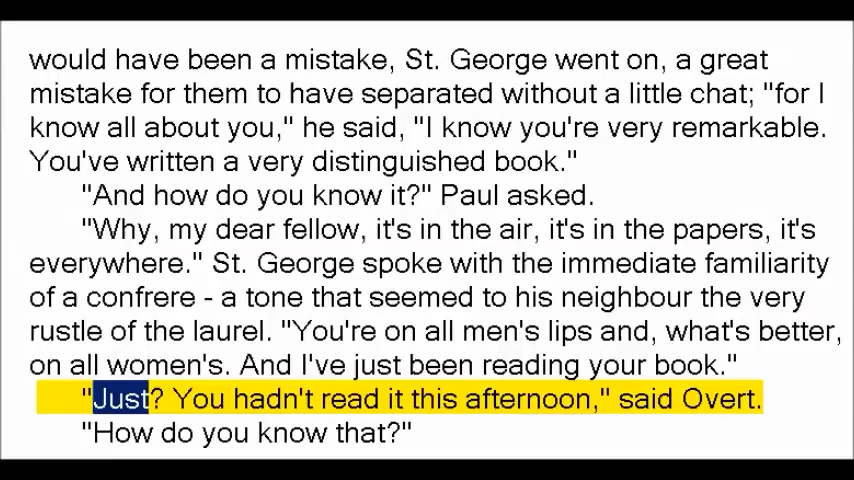 would have been a mistake, St. George went on, a great
mistake for them to have separated without a little chat; "for I
know all about you," he said, "I know you're very remarkable.
You've written a very distinguished book."
"And how do you know it?" Paul asked.
"Why, my dear fellow, it's in the air, it's in the papers, it's
everywhere." St. George spoke with the immediate familiarity
of a confrere - a tone that seemed to his neighbour the very
rustle of the laurel. "You're on all men's lips and, what's better,
on all women's. And I've just been reading your book."
"Just? You hadn't read it this afternoon," said Overt.
"How do you know that?"